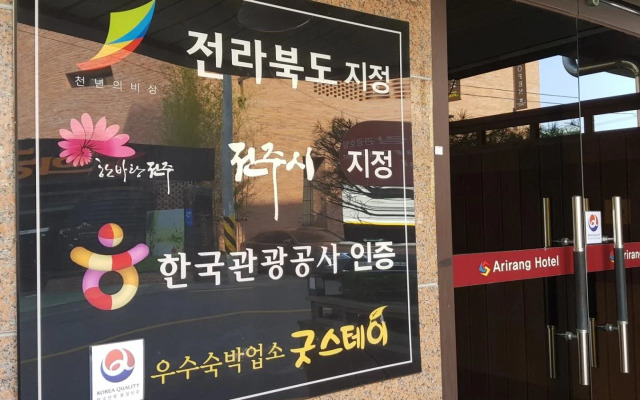 천년의비상
전라북도 지정
한바탕전주
전주시 지정
한국관광공사 인증
KOREA QUALITY
우수숙박업소 굿스테이
Arirang Hotel
Arirang